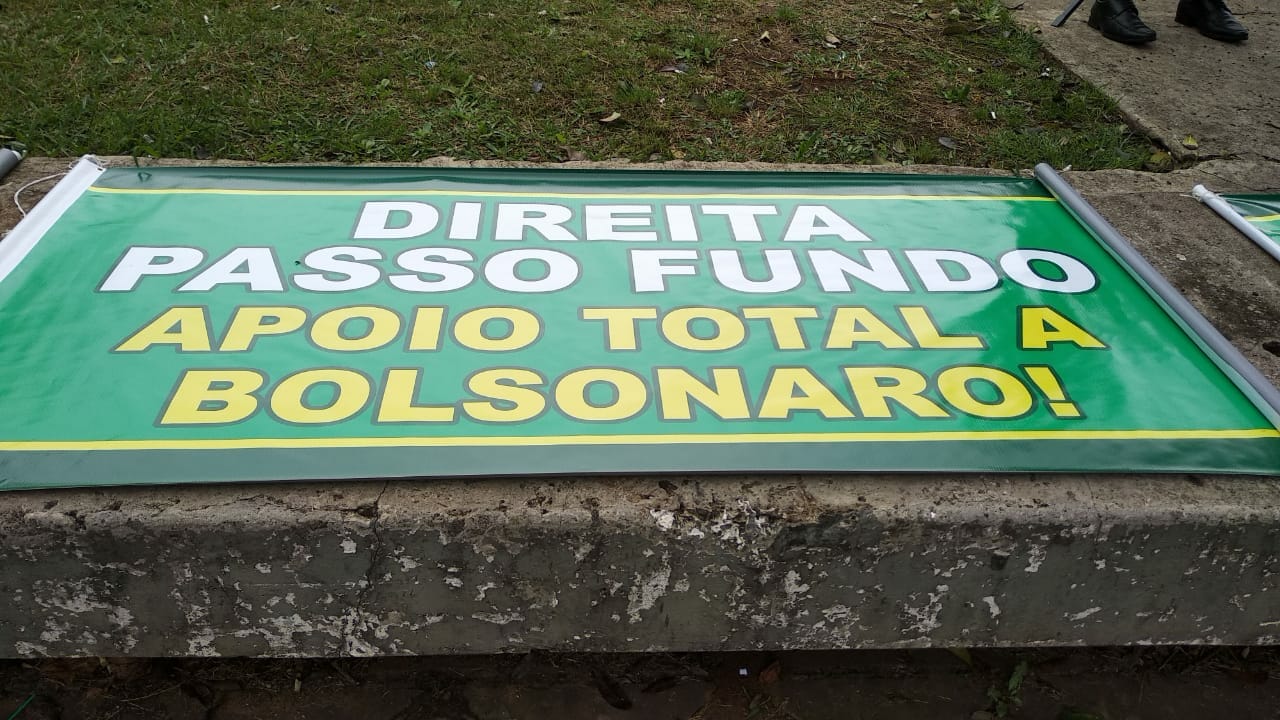 DIREITA
PASSO FUNDO
APOIO TOTAL A
BOLSONARO!